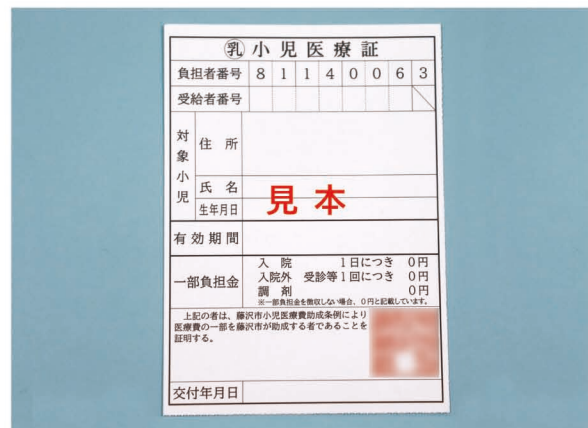 ㊚乳 小児医療証
負担者番号 8 1 1 4 0 0 6 3
受給者番号
対象小児
住所
氏名
見本
生年月日
有効期間
一部負担金
入院 1日につき 0円
入院外 受診等1回につき 0円
調剤 0円
※一部負担金を徴収しない場合、0円と記載しています。
上記の者は、藤沢市小児医療費助成条例により
医療費の一部を藤沢市が助成する者であることを
証明する。
交付年月日